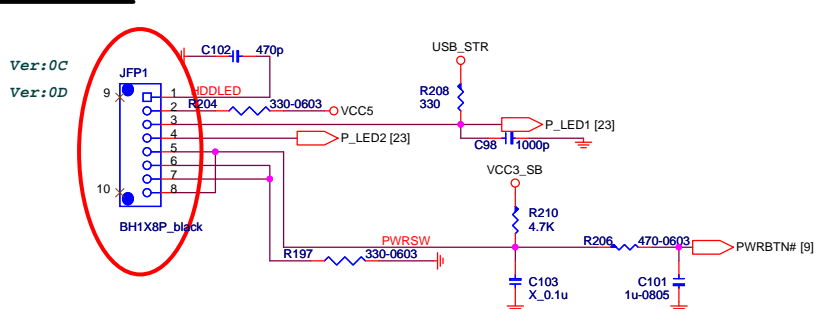 USB_STR
C102 470p
Ver:0C
JFP1
Ver:0D
9
1 HDDLED
R208
330
2 R204 330-0603 VCC5
3 P_LED1 [23]
4 P_LED2 [23]
C98 1000p
5
6
VCC3_SB
7
10
8
R210
4.7K
BH1X8P_black
PWRSW
R206 470-0603 PWRBTN# [9]
R197 330-0603
C103
X_0.1u
C101
1u-0805